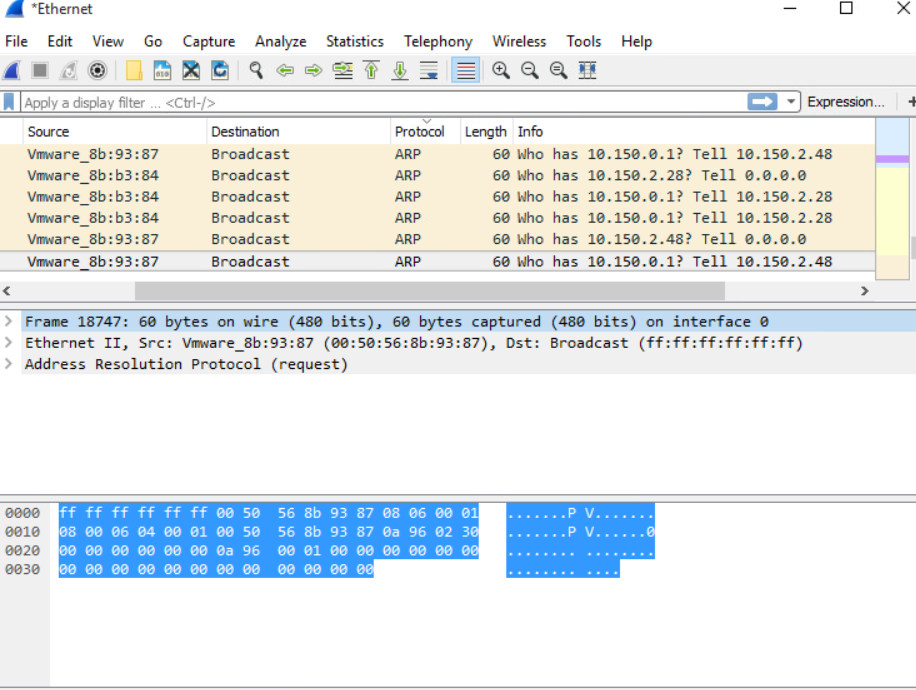 *Ethernet
File Edit View Go Capture Analyze Statistics Telephony Wireless Tools Help
Apply a display filter ... <Ctrl-/> Expression... +
Source Destination Protocol Length Info
Vmware_8b:93:87 Broadcast ARP 60 Who has 10.150.0.1? Tell 10.150.2.48
Vmware_8b:b3:84 Broadcast ARP 60 Who has 10.150.2.28? Tell 0.0.0.0
Vmware_8b:b3:84 Broadcast ARP 60 Who has 10.150.0.1? Tell 10.150.2.28
Vmware_8b:b3:84 Broadcast ARP 60 Who has 10.150.0.1? Tell 10.150.2.28
Vmware_8b:93:87 Broadcast ARP 60 Who has 10.150.2.48? Tell 0.0.0.0
Vmware_8b:93:87 Broadcast ARP 60 Who has 10.150.0.1? Tell 10.150.2.48
Frame 18747: 60 bytes on wire (480 bits), 60 bytes captured (480 bits) on interface 0
Ethernet II, Src: Vmware_8b:93:87 (00:50:56:8b:93:87), Dst: Broadcast (ff:ff:ff:ff:ff:ff)
Address Resolution Protocol (request)
0000 ff ff ff ff ff ff 00 50 56 8b 93 87 08 06 00 01 .......P V.......
0010 08 00 06 04 00 01 00 50 56 8b 93 87 0a 96 02 30 .......P V......0
0020 00 00 00 00 00 00 0a 96 00 01 00 00 00 00 00 00 ........ ........
0030 00 00 00 00 00 00 00 00 00 00 00 00 ........ ....